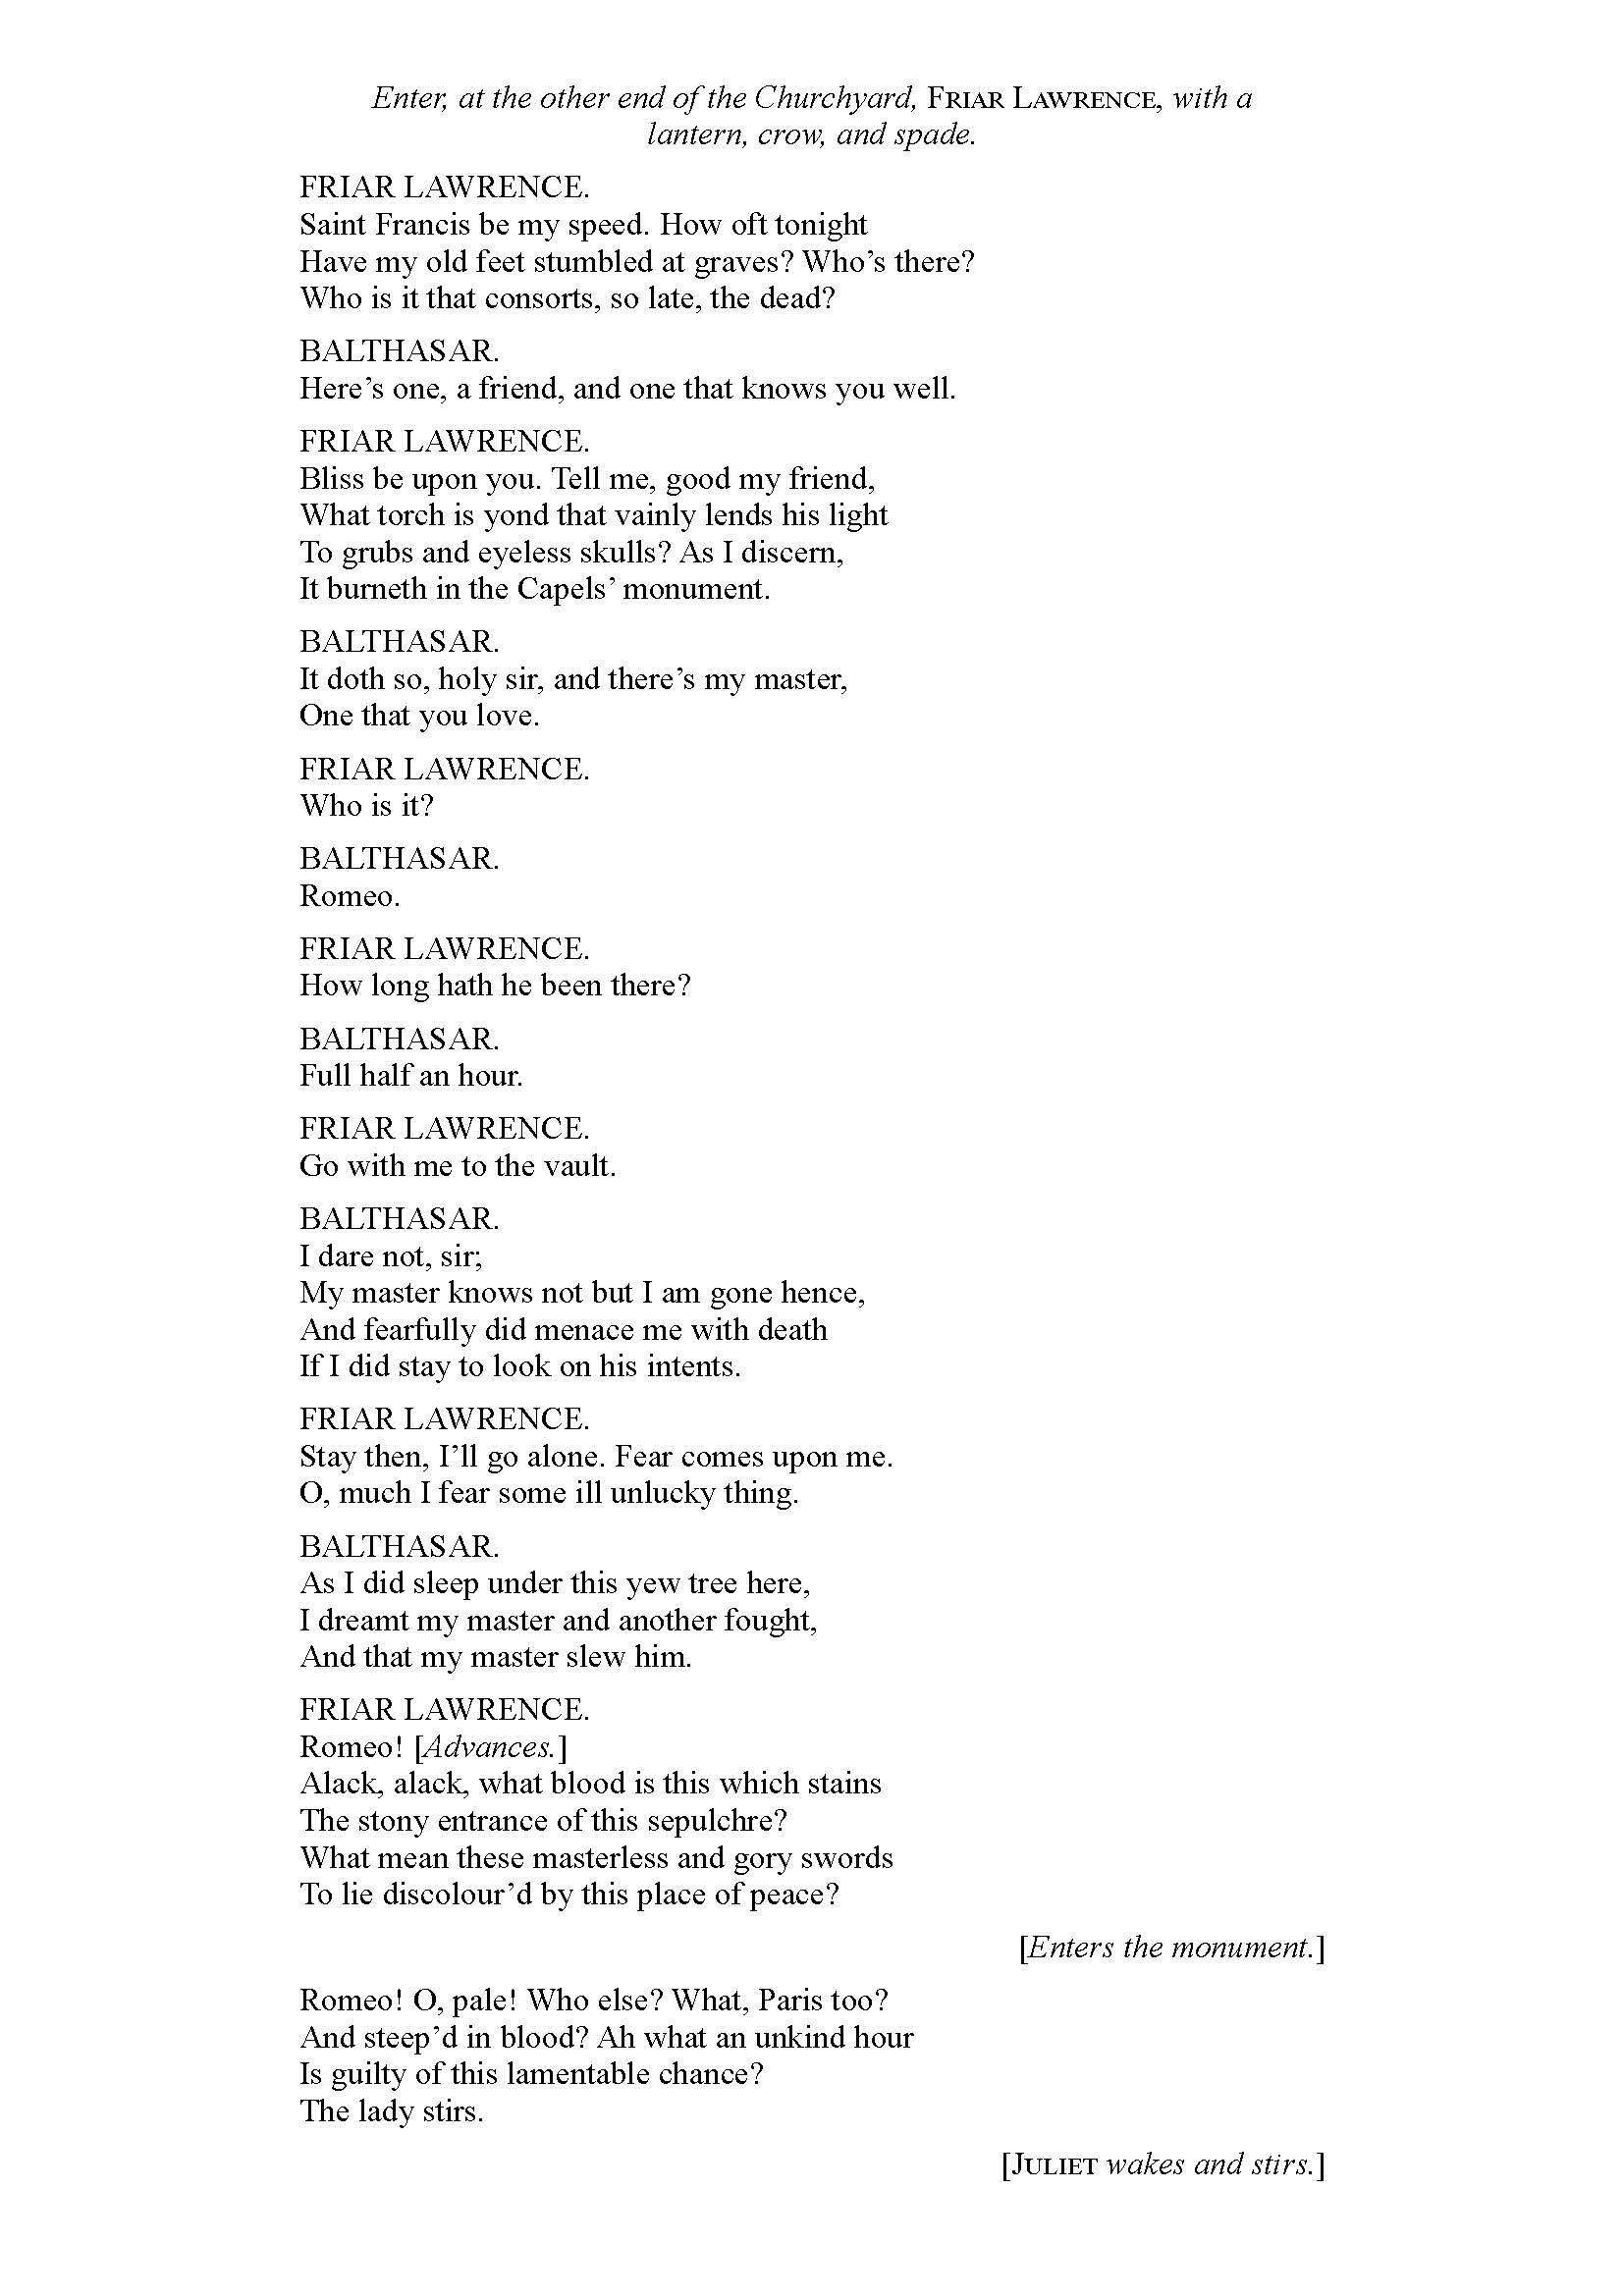 Enter, at the other end of the Churchyard, FRIAR LAWRENCE, with a
lantern, crow, and spade.
FRIAR LAWRENCE.
Saint Francis be my speed. How oft tonight
Have my old feet stumbled at graves? Who’s there?
Who is it that consorts, so late, the dead?
BALTHASAR.
Here’s one, a friend, and one that knows you well.
FRIAR LAWRENCE.
Bliss be upon you. Tell me, good my friend,
What torch is yond that vainly lends his light
To grubs and eyeless skulls? As I discern,
It burneth in the Capels’ monument.
BALTHASAR.
It doth so, holy sir, and there’s my master,
One that you love.
FRIAR LAWRENCE.
Who is it?
BALTHASAR.
Romeo.
FRIAR LAWRENCE.
How long hath he been there?
BALTHASAR.
Full half an hour.
FRIAR LAWRENCE.
Go with me to the vault.
BALTHASAR.
I dare not, sir;
My master knows not but I am gone hence,
And fearfully did menace me with death
If I did stay to look on his intents.
FRIAR LAWRENCE.
Stay then, I’ll go alone. Fear comes upon me.
O, much I fear some ill unlucky thing.
BALTHASAR.
As I did sleep under this yew tree here,
I dreamt my master and another fought,
And that my master slew him.
FRIAR LAWRENCE.
Romeo! [Advances.]
Alack, alack, what blood is this which stains
The stony entrance of this sepulchre?
What mean these masterless and gory swords
To lie discolour’d by this place of peace?
[Enters the monument.]
Romeo! O, pale! Who else? What, Paris too?
And steep’d in blood? Ah what an unkind hour
Is guilty of this lamentable chance?
The lady stirs.
[JULIET wakes and stirs.]